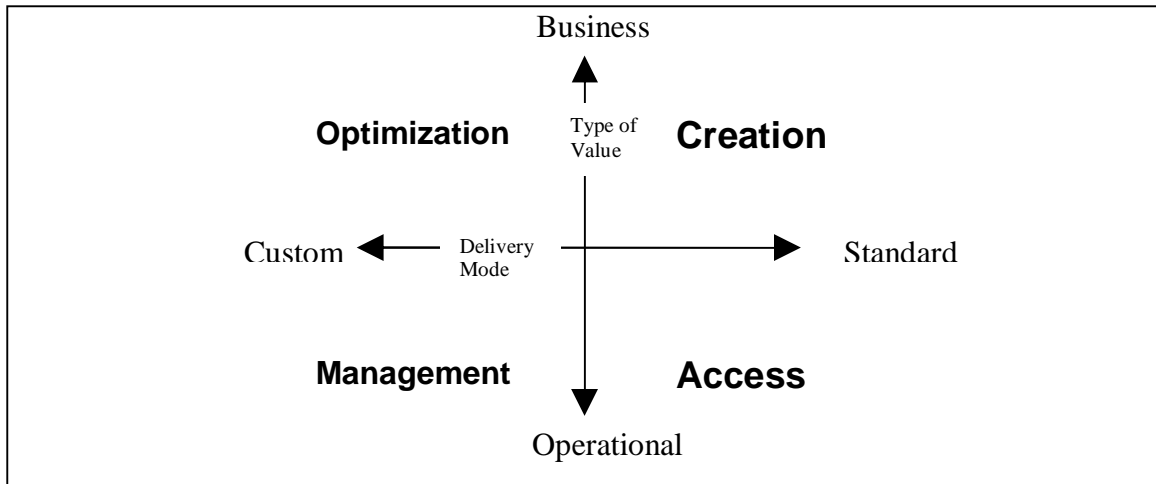 Business
Optimization
Type of
Value
Creation
Custom
Delivery
Mode
Standard
Management
Access
Operational